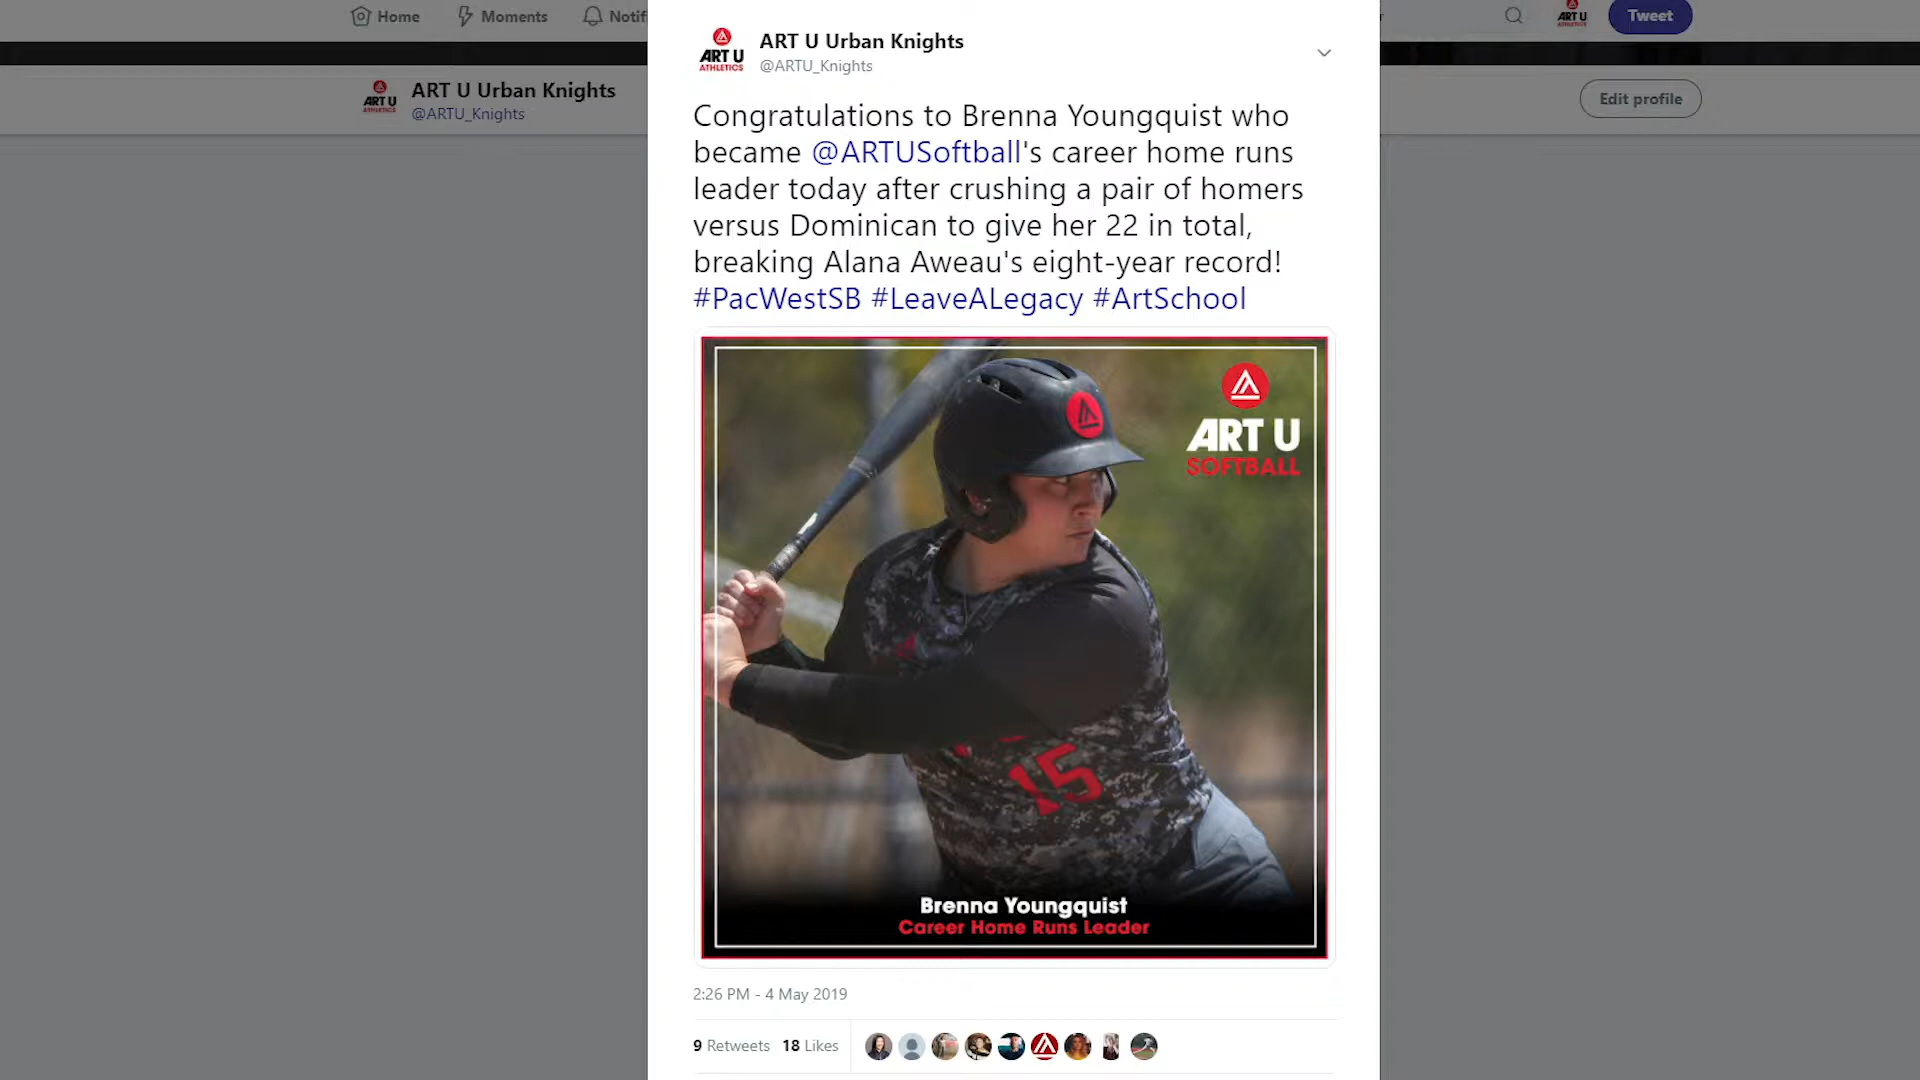 Home
Moments
Notif
Tweet
ART U
ATHLETICS
ART U Urban Knights
@ARTU_Knights
ART U
ART U Urban Knights
@ARTU_Knights
Edit profile
Congratulations to Brenna Youngquist who
became @ARTUSoftball's career home runs
leader today after crushing a pair of homers
versus Dominican to give her 22 in total,
breaking Alana Aweau's eight-year record!
#PacWestSB #LeaveALegacy #ArtSchool
ART U
SOFTBALL
15
Brenna Youngquist
Career Home Runs Leader
2:26 PM - 4 May 2019
9 Retweets 18 Likes